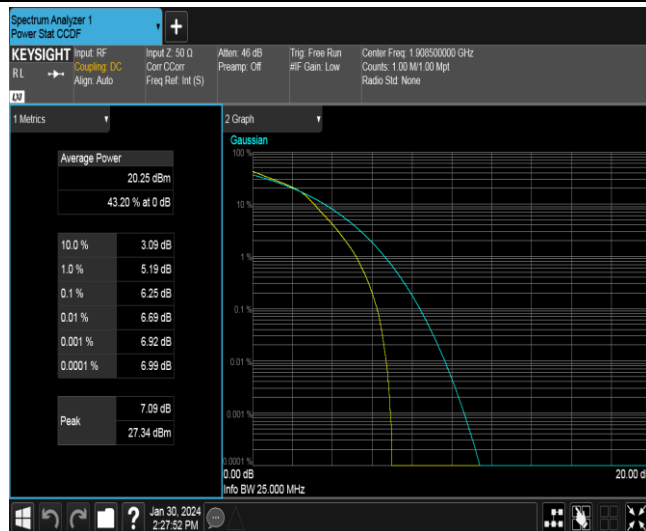 Spectrum Analyzer 1
Power Stat CCDF
+
KEYSIGHT
RL
Input: RF
Coupling: DC
Align: Auto
Input Z: 50 Ω
Corr CCorr
Freq Ref: Int (S)
Atten: 46 dB
Preamp: Off
Trig: Free Run
#IF Gain: Low
Center Freq: 1.908500000 GHz
Counts: 1.00 M/1.00 Mpt
Radio Std: None
1 Metrics
Average Power
20.25 dBm
43.20 % at 0 dB
10.0 % 3.09 dB
1.0 % 5.19 dB
0.1 % 6.25 dB
0.01 % 6.69 dB
0.001 % 6.92 dB
0.0001 % 6.99 dB
Peak
7.09 dB
27.34 dBm
2 Graph
Gaussian
100 %
10 %
1 %
0.1 %
0.01 %
0.001 %
0.0001 %
0.00 dB
20.00 d
Info BW 25.000 MHz
?
Jan 30, 2024
2:27:52 PM